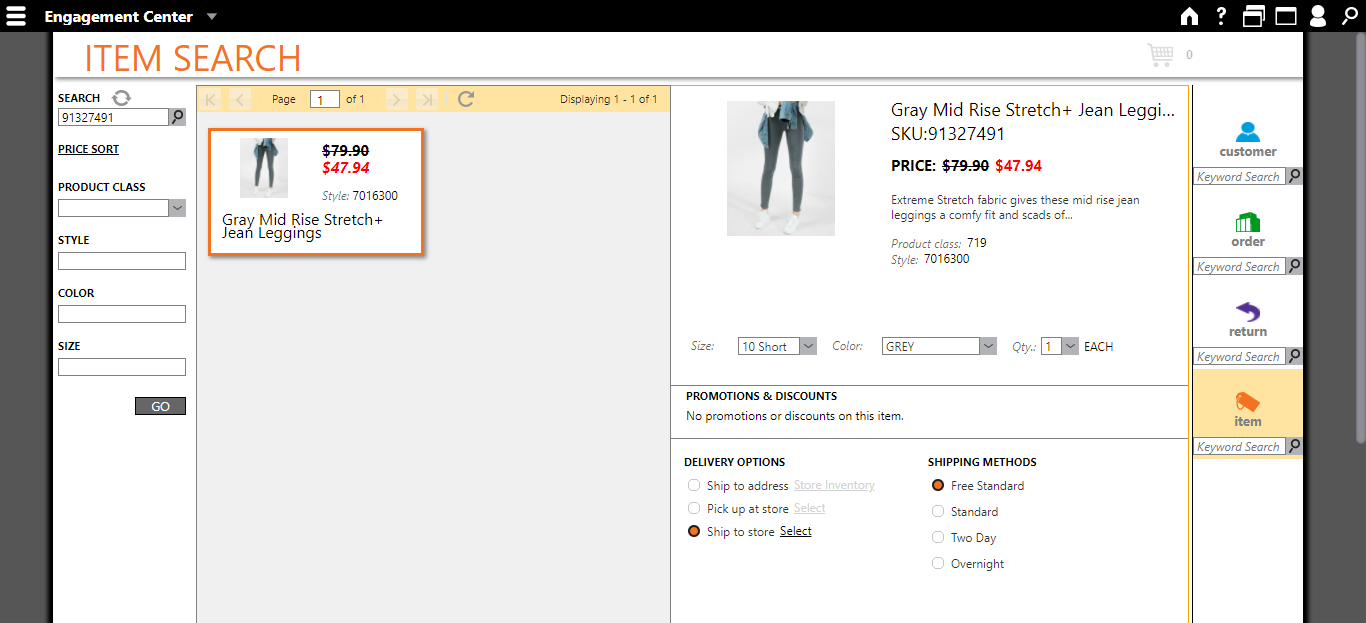 Engagement Center
?
ITEM SEARCH
0
SEARCH
91327491
PRICE SORT
PRODUCT CLASS
STYLE
COLOR
SIZE
GO
Page 1 of 1
Displaying 1 - 1 of 1
$79.90
$47.94
Style: 7016300
Gray Mid Rise Stretch+
Jean Leggings
Gray Mid Rise Stretch+ Jean Leggi...
SKU:91327491
PRICE: $79.90 $47.94
Extreme Stretch fabric gives these mid rise jean
leggings a comfy fit and scads of...
Product class: 719
Style: 7016300
Size: 10 Short Color: GREY Qty.: 1 EACH
PROMOTIONS & DISCOUNTS
No promotions or discounts on this item.
DELIVERY OPTIONS
Ship to address Store Inventory
Pick up at store Select
Ship to store Select
SHIPPING METHODS
Free Standard
Standard
Two Day
Overnight
customer
Keyword Search
order
Keyword Search
return
Keyword Search
item
Keyword Search